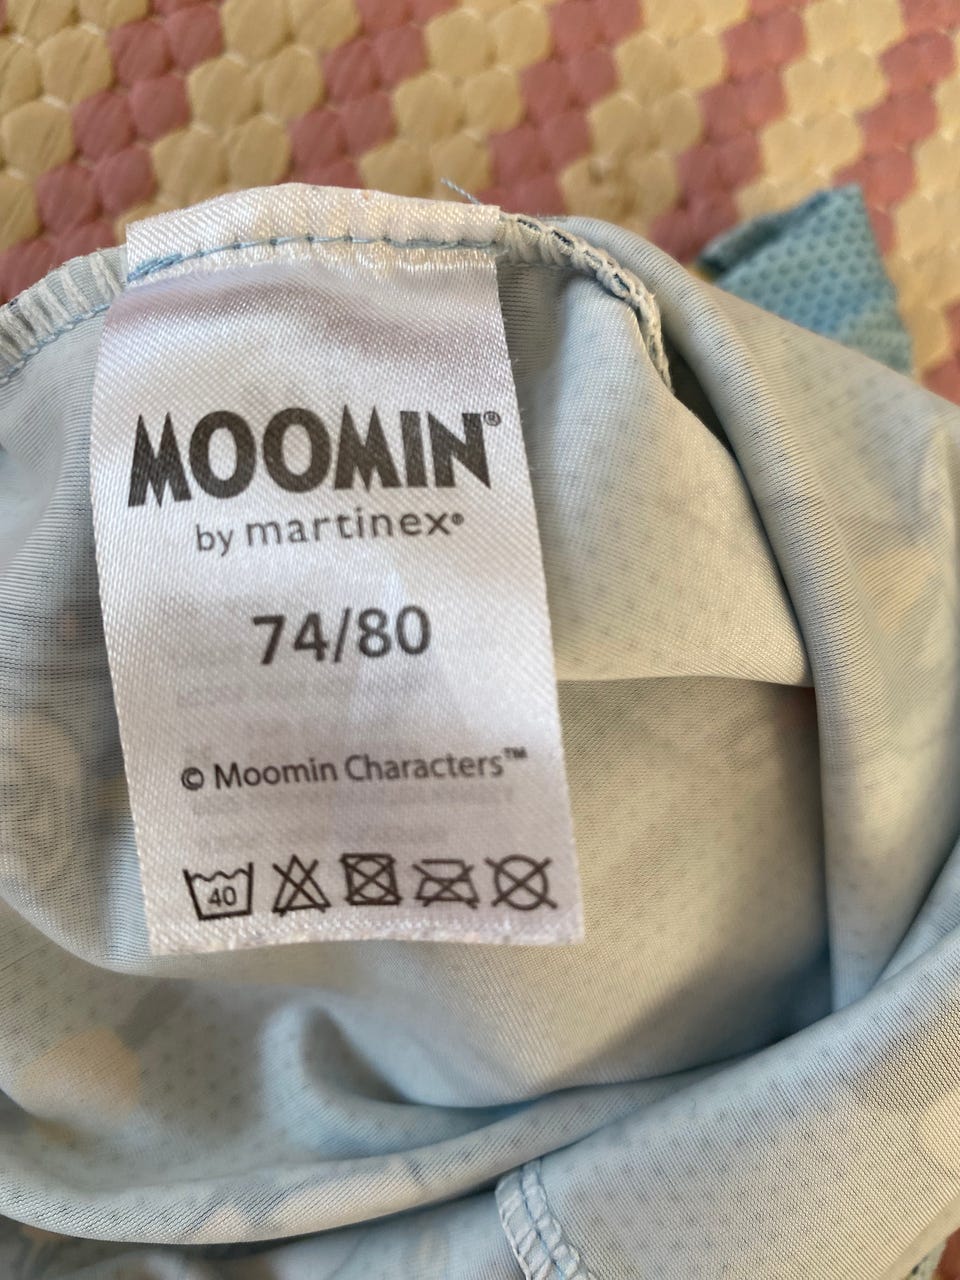 MOOMIN®
by martinex®
74/80
© Moomin Characters™
40